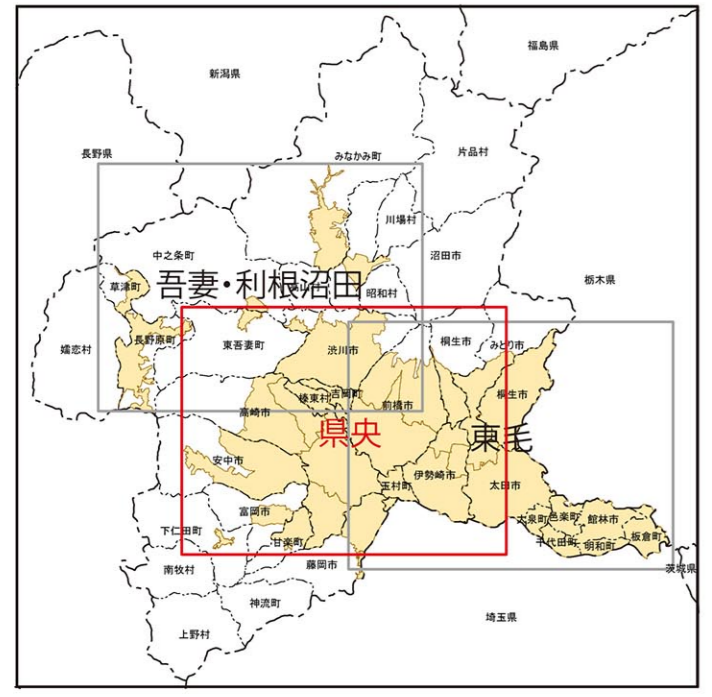 福島県
新潟県
長野県
みなかみ町
片品村
川場村
中之条町
沼田市
栃木県
草津町
吾妻・利根沼田
昭和村
嬬恋村
長野原町
東吾妻町
渋川市
桐生市
みどり市
吉岡町
榛東村
桐生市
高崎市
前橋市
県央
東毛
安中市
伊勢崎市
玉村町
太田市
富岡市
大泉町
邑楽町
館林市
下仁田町
甘楽町
千代田町
明和町
板倉町
南牧村
藤岡市
茨城県
神流町
埼玉県
上野村